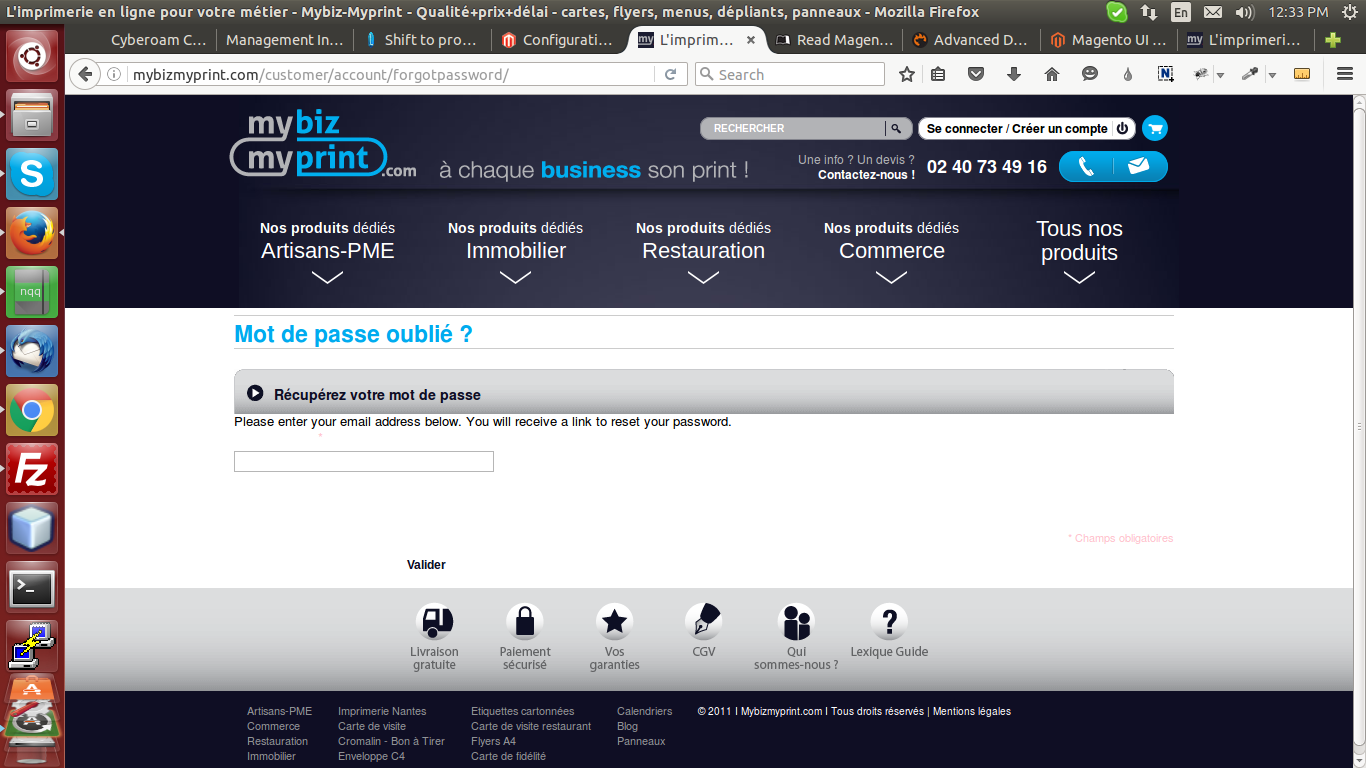 L'imprimerie en ligne pour votre métier - Mybiz-Myprint - Qualité+prix+délai - cartes, flyers, menus, dépliants, panneaux - Mozilla Firefox
En
12:33 PM
Cyberoam C...
Management In...
Shift to pro...
Configurati...
my
L'imprim...
Read Magen...
Advanced D...
Magento UI ...
my
L'imprimeri...
mybizmyprint.com/customer/account/forgotpassword/
Search
mybiz
myprint.com
à chaque business son print !
RECHERCHER
Se connecter / Créer un compte
Une info ? Un devis ?
Contactez-nous !
02 40 73 49 16
Nos produits dédiés
Artisans-PME
Nos produits dédiés
Immobilier
Nos produits dédiés
Restauration
Nos produits dédiés
Commerce
Tous nos
produits
nqq
Mot de passe oublié ?
Récupérez votre mot de passe
Please enter your email address below. You will receive a link to reset your password.
*
* Champs obligatoires
Valider
Livraison
gratuite
Paiement
sécurisé
Vos
garanties
CGV
Qui
sommes-nous ?
Lexique Guide
Artisans-PME
Commerce
Restauration
Immobilier
Imprimerie Nantes
Carte de visite
Cromalin - Bon à Tirer
Enveloppe C4
Etiquettes cartonnées
Carte de visite restaurant
Flyers A4
Carte de fidélité
Calendriers
Blog
Panneaux
© 2011 I Mybizmyprint.com I Tous droits réservés | Mentions légales